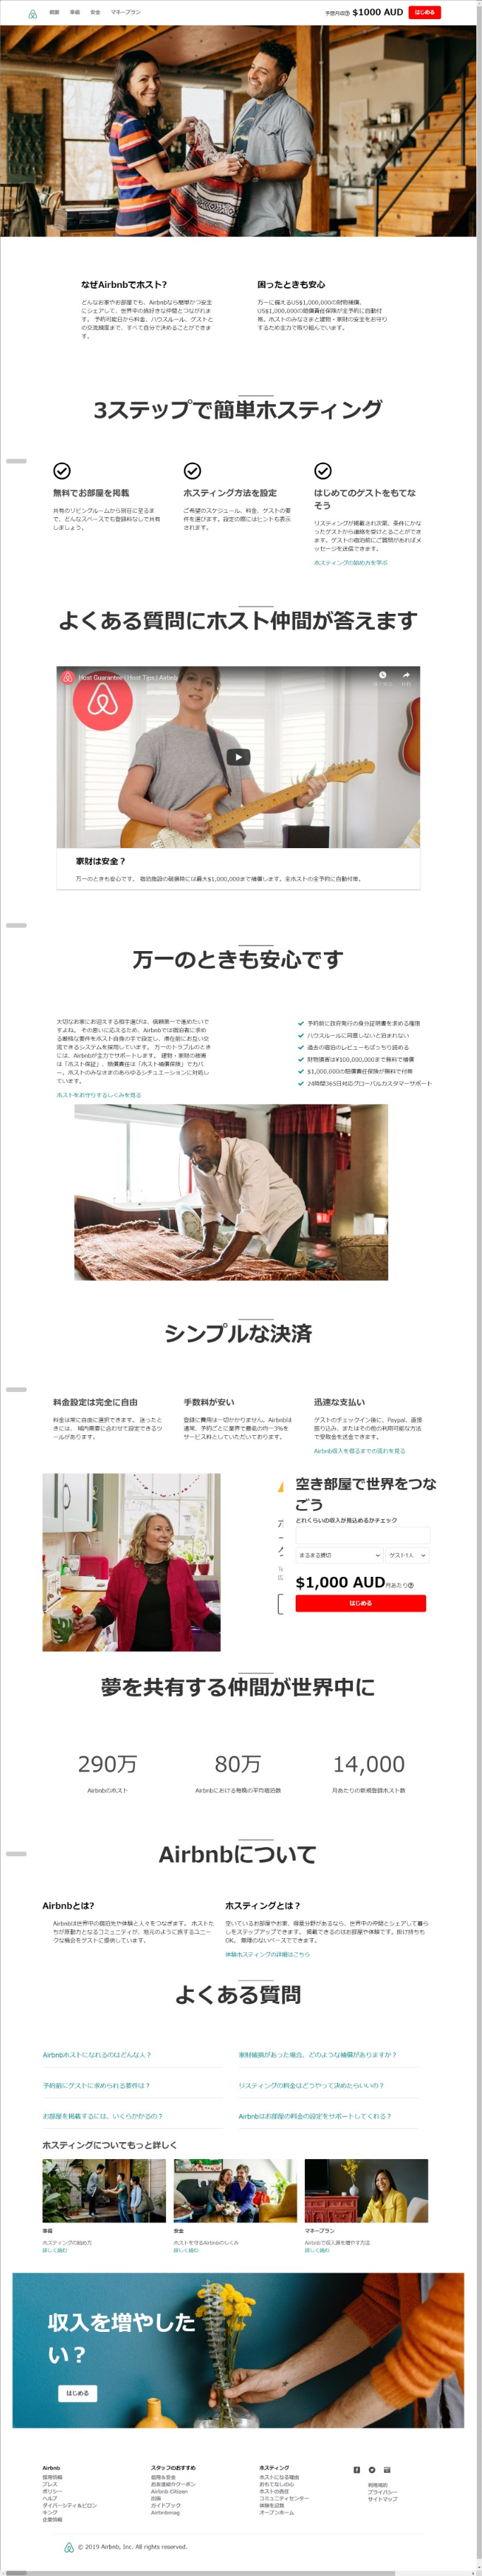 概要
準備
安全
マネープラン
予想月収 $1000 AUD
はじめる
なぜAirbnbでホスト?
どんなお家やお部屋でも、Airbnbなら簡単かつ安全
にシェアして、世界中の旅好きな仲間とつながれま
す。 予約可能日から料金、ハウスルール、ゲストと
の交流頻度まで、すべて自分で決めることができま
す。
困ったときも安心
万一に備えるUS$1,000,000の財物補償、
US$1,000,000の賠償責任保険が全予約に自動付
帯。ホストのみなさまと建物・家財の安全をお守り
するため全力で取り組んでいます。
3ステップで簡単ホスティング
無料でお部屋を掲載
共有のリビングルームから別荘に至るま
で、どんなスペースでも登録料なしで共有
しましょう。
ホスティング方法を設定
ご希望のスケジュール、料金、ゲストの要
件を選びます。設定の際にはヒントも表示
されます。
はじめてのゲストをもてな
そう
リスティングが掲載され次第、条件にかな
ったゲストから連絡を受けとることができ
ます。ゲストの宿泊前にご質問があればメ
ッセージを送信できます。
ホスティングの始め方を学ぶ
よくある質問にホスト仲間が答えます
Host Guarantee | Host Tips | Airbnb
家財は安全？
万一のときも安心です。 宿泊施設の破損時には最大$1,000,000まで補償します。全ホストの全予約に自動付帯。
万一のときも安心です
大切なお家にお迎えする相手選びは、信頼第一で進めたいで
すよね。 その思いに応えるため、Airbnbでは宿泊者に求め
る厳格な要件をホスト自身の手で設定し、滞在前にお互い交
流できるシステムを採用しています。 万一のトラブルのとき
には、Airbnbが全力でサポートします。 建物・家財の破損
には「ホスト保証」、賠償責任は「ホスト補償保険」でカバ
ー。ホストのみなさまのあらゆるシチュエーションに対処し
ています。
ホストをお守りするしくみを見る
予約前に政府発行の身分証明書を求める権限
ハウスルールに同意しないと泊まれない
過去の宿泊のレビューもばっちり読める
財物損害は¥100,000,000まで無料で補償
$1,000,000の賠償責任保険が無料で付帯
24時間365日対応グローバルカスタマーサポート
シンプルな決済
料金設定は完全に自由
料金は常に自由に選択できます。 迷ったと
きには、 域内需要に合わせて設定できるツ
ールがあります。
手数料が安い
登録に費用は一切かかりません。Airbnbは
通常、予約ごとに業界で最低の均一3%を
サービス料としていただいております。
迅速な支払い
ゲストのチェックイン後に、Paypal、直接
振り込み、またはその他の利用可能な方法
で受取金を送金できます。
Airbnb収入を得るまでの流れを見る
空き部屋で世界をつな
ごう
どれくらいの収入が見込めるかチェック
まるまる貸切
ゲスト1人
$1,000 AUD月あたり
はじめる
夢を共有する仲間が世界中に
290万
Airbnbのホスト
80万
Airbnbにおける毎晩の平均宿泊数
14,000
月あたりの新規登録ホスト数
Airbnbについて
Airbnbとは?
Airbnbは世界中の宿泊先や体験と人々をつなぎます。 ホストた
ちが原動力となるコミュニティが、地元のように旅するユニー
クな機会をゲストに提供しています。
ホスティングとは？
空いているお部屋やお家、得意分野があるなら、世界中の仲間とシェアして暮ら
しをステップアップできます。 掲載できるのはお部屋や体験です。掛け持ちも
OK。 無理のないペースでできます。
体験ホスティングの詳細はこちら
よくある質問
Airbnbホストになれるのはどんな人？
家財破損があった場合、どのような補償がありますか？
予約前にゲストに求められる要件は？
リスティングの料金はどうやって決めたらいいの？
お部屋を掲載するには、いくらかかるの？
Airbnbはお部屋の料金の設定をサポートしてくれる？
ホスティングについてもっと詳しく
準備
ホスティングの始め方
詳しく読む
安全
ホストを守るAirbnbのしくみ
詳しく読む
マネープラン
Airbnbで収入源を増やす方法
詳しく読む
収入を増やした
い？
はじめる
Airbnb
採用情報
プレス
ポリシー
ヘルプ
ダイバーシティ&ビロン
キング
企業情報
スタッフのおすすめ
信用&安全
お友達紹介クーポン
Airbnb Citizen
出張
ガイドブック
Airbnbmag
ホスティング
ホストになる理由
おもてなしの心
ホストの責任
コミュニティセンター
体験を出品
オープンホーム
利用規約
プライバシー
サイトマップ
© 2019 Airbnb, Inc. All rights reserved.